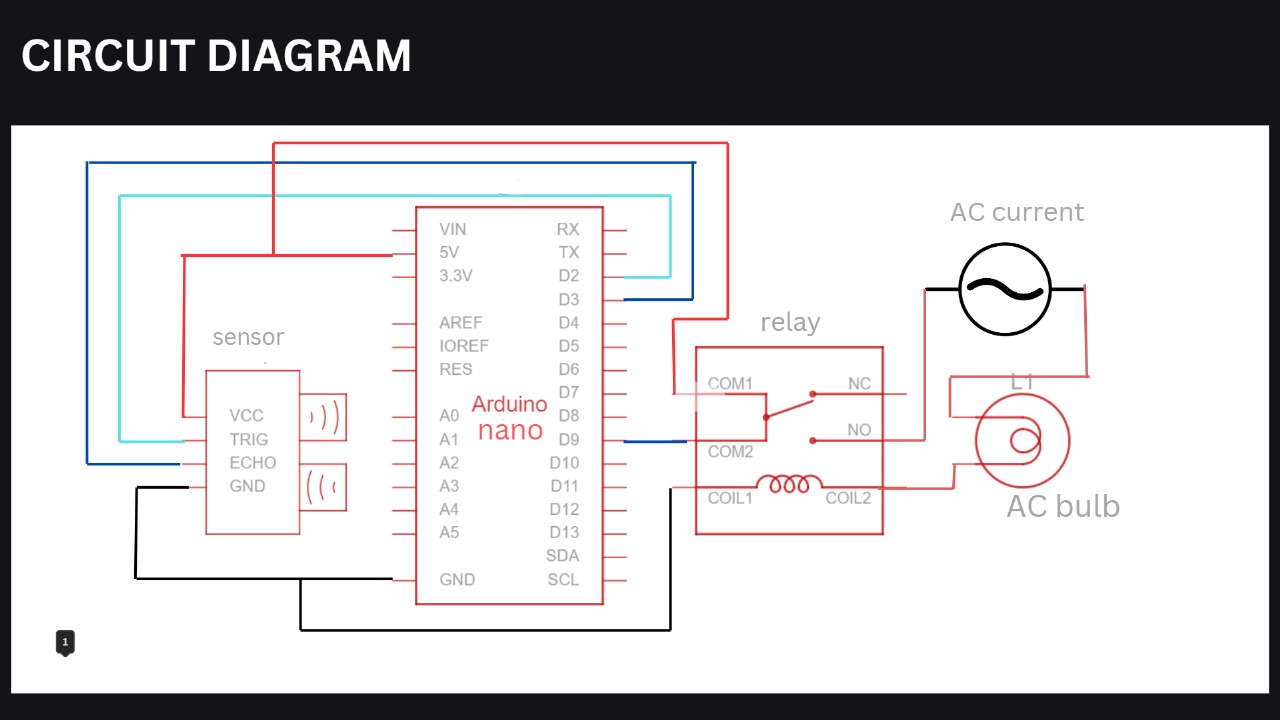 CIRCUIT DIAGRAM
AC current
relay
sensor
VIN
5V
3.3V
AREF
IOREF
RES
A0
A1
A2
A3
A4
A5
GND
RX
TX
D2
D3
D4
D5
D6
D7
D8
D9
D10
D11
D12
D13
SDA
SCL
Arduino
nano
VCC
TRIG
ECHO
GND
COM1
NC
NO
COM2
COIL1
COIL2
L1
AC bulb
1